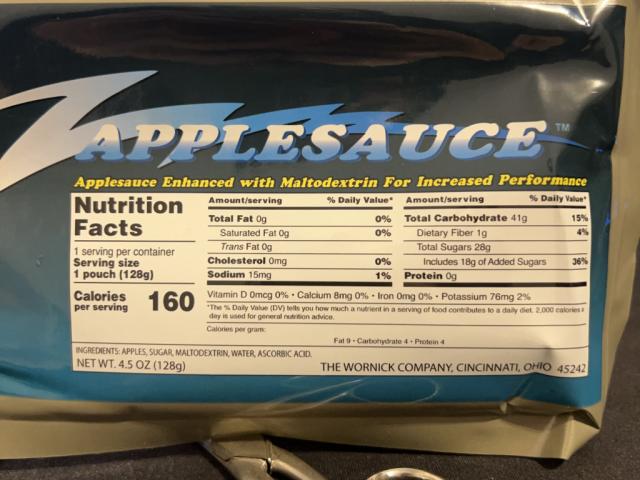 ZAPPLESAUCE™
Applesauce Enhanced with Maltodextrin For Increased Performance
Nutrition
Facts
1 serving per container
Serving size
1 pouch (128g)
Calories
per serving
160
Amount/serving % Daily Value*
Total Fat 0g 0%
Saturated Fat 0g 0%
Trans Fat 0g
Cholesterol 0mg 0%
Sodium 15mg 1%
Amount/serving % Daily Value*
Total Carbohydrate 41g 15%
Dietary Fiber 1g 4%
Total Sugars 28g
Includes 18g of Added Sugars 36%
Protein 0g
Vitamin D 0mcg 0% • Calcium 8mg 0% • Iron 0mg 0% • Potassium 76mg 2%
*The % Daily Value (DV) tells you how much a nutrient in a serving of food contributes to a daily diet. 2,000 calories a
day is used for general nutrition advice.
Calories per gram:
Fat 9 • Carbohydrate 4 • Protein 4
INGREDIENTS: APPLES, SUGAR, MALTODEXTRIN, WATER, ASCORBIC ACID.
NET WT. 4.5 OZ (128g)
THE WORNICK COMPANY, CINCINNATI, OHIO 45242